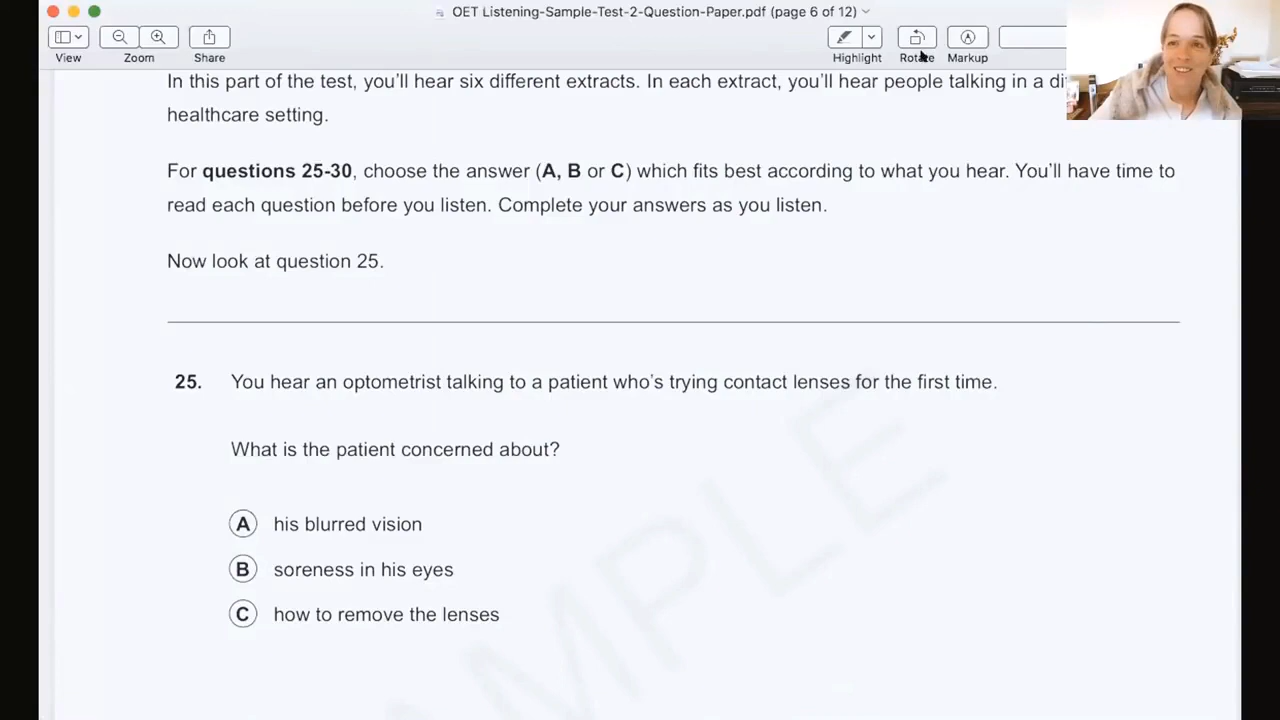 OET Listening-Sample-Test-2-Question-Paper.pdf (page 6 of 12)
View
Zoom
Share
Highlight
Rotate
Markup
In this part of the test, you'll hear six different extracts. In each extract, you'll hear people talking in a
healthcare setting.
For questions 25-30, choose the answer (A, B or C) which fits best according to what you hear. You'll have time to
read each question before you listen. Complete your answers as you listen.
Now look at question 25.
25. You hear an optometrist talking to a patient who's trying contact lenses for the first time.
What is the patient concerned about?
A his blurred vision
B soreness in his eyes
C how to remove the lenses
SAMPLE